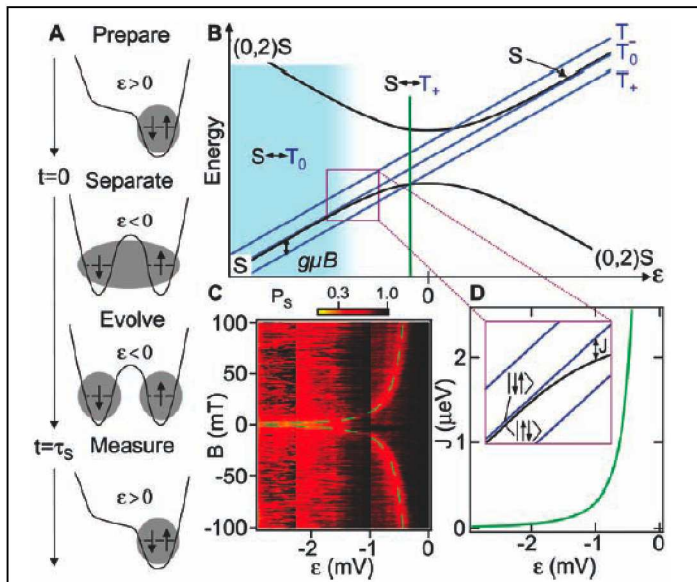 A
Prepare
ε>0
t=0
Separate
ε<0
Evolve
ε<0
t=τS
Measure
ε>0
B
Energy
(0,2)S
S↔T+
S↔T0
S
T-
T0
T+
S
gμB
(0,2)S
ε
C
PS
0.3
1.0
0
100
50
0
-50
-100
B (mT)
-2
-1
0
ε (mV)
D
J
|↓↑⟩
|↑↓⟩
2
1
0
J (μeV)
-2
-1
0
ε (mV)